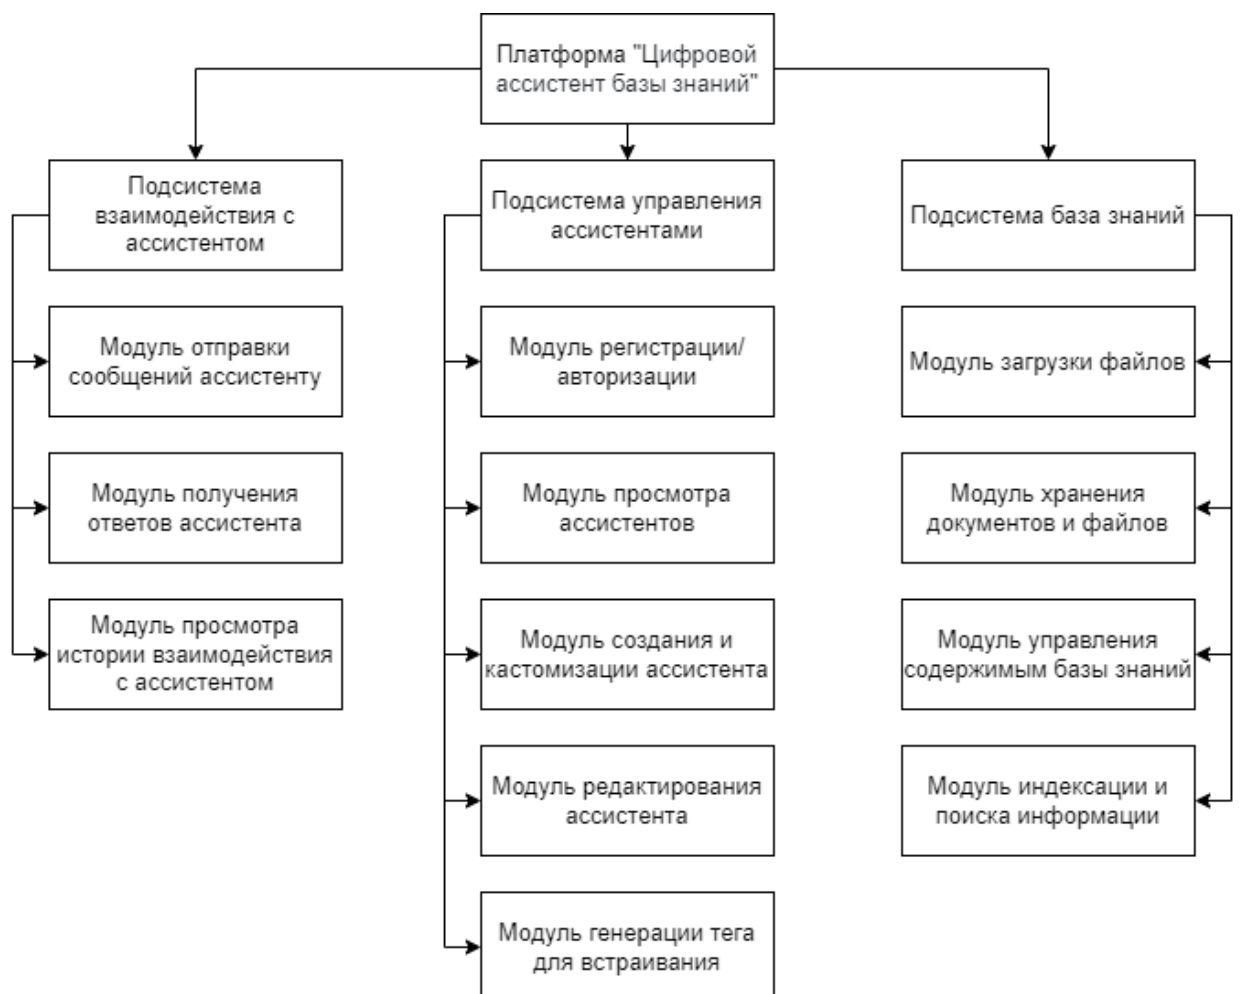 Платформа "Цифровой
ассистент базы знаний"
Подсистема
взаимодействия с
ассистентом
Подсистема управления
ассистентами
Подсистема база знаний
Модуль отправки
сообщений ассистенту
Модуль регистрации/
авторизации
Модуль загрузки файлов
Модуль получения
ответов ассистента
Модуль просмотра
ассистентов
Модуль хранения
документов и файлов
Модуль просмотра
истории взаимодействия
с ассистентом
Модуль создания и
кастомизации ассистента
Модуль управления
содержимым базы знаний
Модуль редактирования
ассистента
Модуль индексации и
поиска информации
Модуль генерации тега
для встраивания